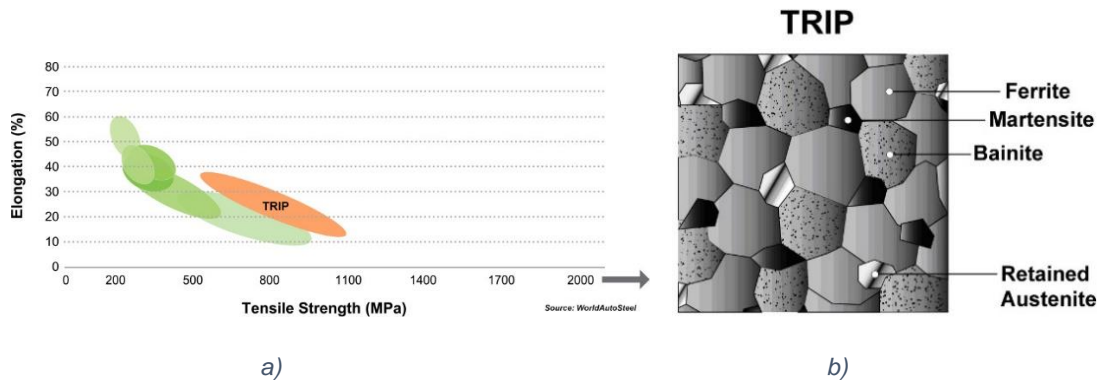 TRIP
80
70
60
50
40
30
20
10
0
Elongation (%)
TRIP
0 200 500 800 1100 1400 1700 2000
Tensile Strength (MPa)
Source: WorldAutoSteel
Ferrite
Martensite
Bainite
Retained
Austenite
a) b)